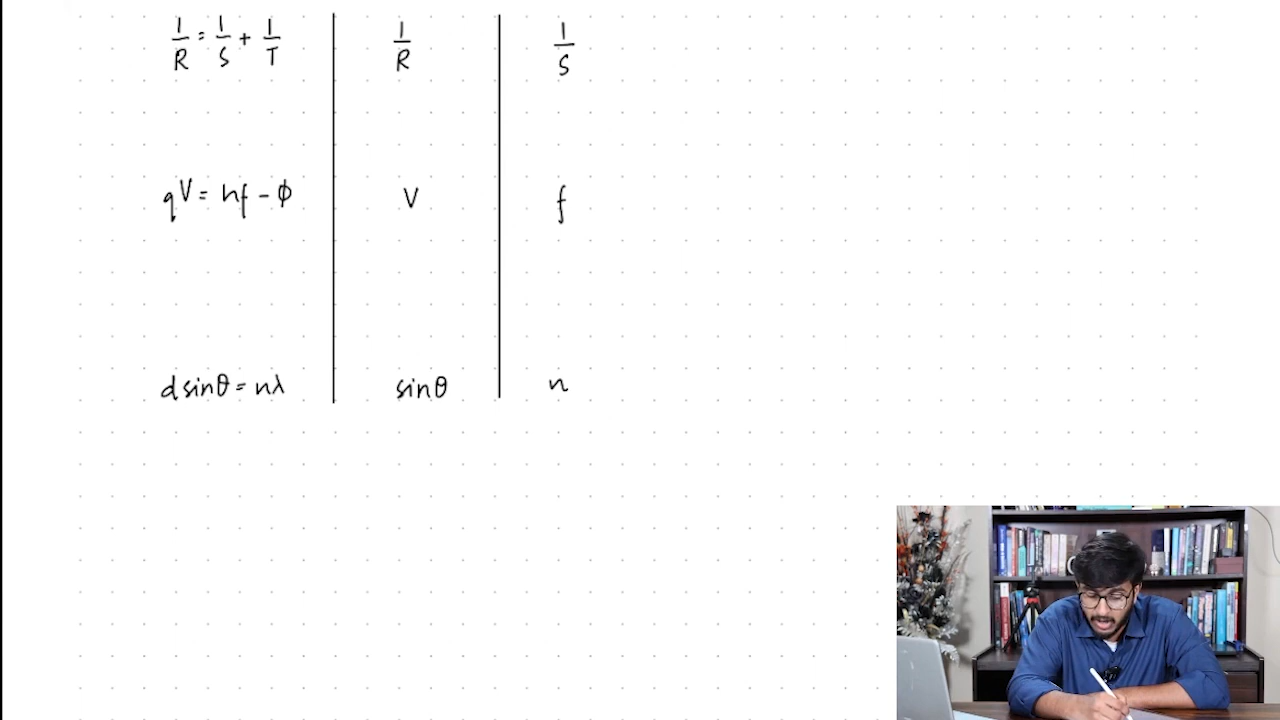 1/R = 1/S + 1/T 1/R 1/S
qV = hf - ϕ V f
d sinθ = nλ sinθ n